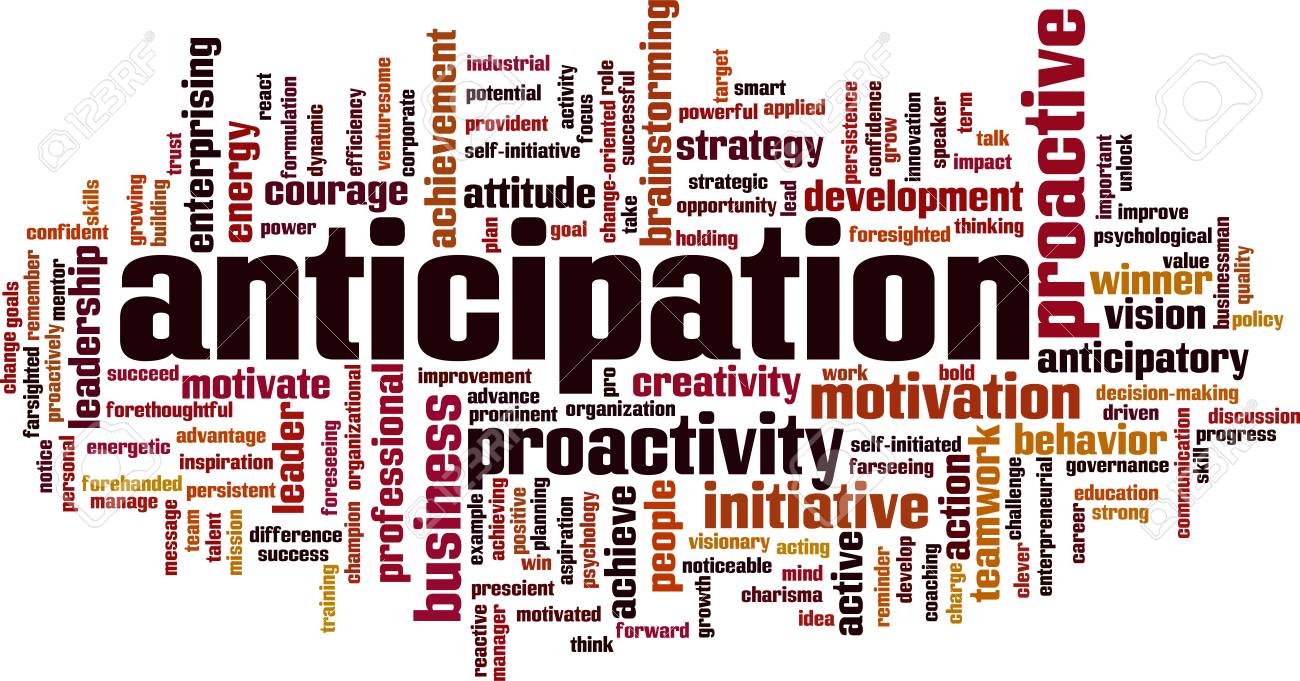 anticipation
proactive
proactivity
motivation
business
initiative
achievement
brainstorming
enterprising
energy
courage
attitude
strategy
development
leadership
motivate
professional
leader
creativity
winner
vision
anticipatory
behavior
teamwork
action
active
people
achieve
industrial
potential
provident
self-initiative
activity
focus
change-oriented role
successful
take
goal
plan
target
smart
powerful
applied
strategic
opportunity
lead
holding
persistence
confidence
grow
innovation
speaker
term
talk
impact
thinking
foresighted
important
unlock
improve
psychological
value
businessman
quality
policy
react
formulation
dynamic
efficiency
venturesome
corporate
power
trust
building
growing
skills
confident
mentor
remember
change goals
farsighted
proactively
succeed
forethoughtful
energetic
advantage
inspiration
forehanded
persistent
manage
notice
personal
message
team
talent
mission
difference
success
training
foreseeing
champion
organizational
improvement
advance
prominent
organization
pro
work
bold
self-initiated
farseeing
decision-making
driven
discussion
progress
skill
communication
governance
education
strong
career
entrepreneurial
challenge
clever
charge
coaching
develop
reminder
visionary
acting
noticeable
mind
charisma
idea
growth
forward
think
motivated
prescient
win
example
achieving
positive
planning
aspiration
psychology
reactive
manager
123RF